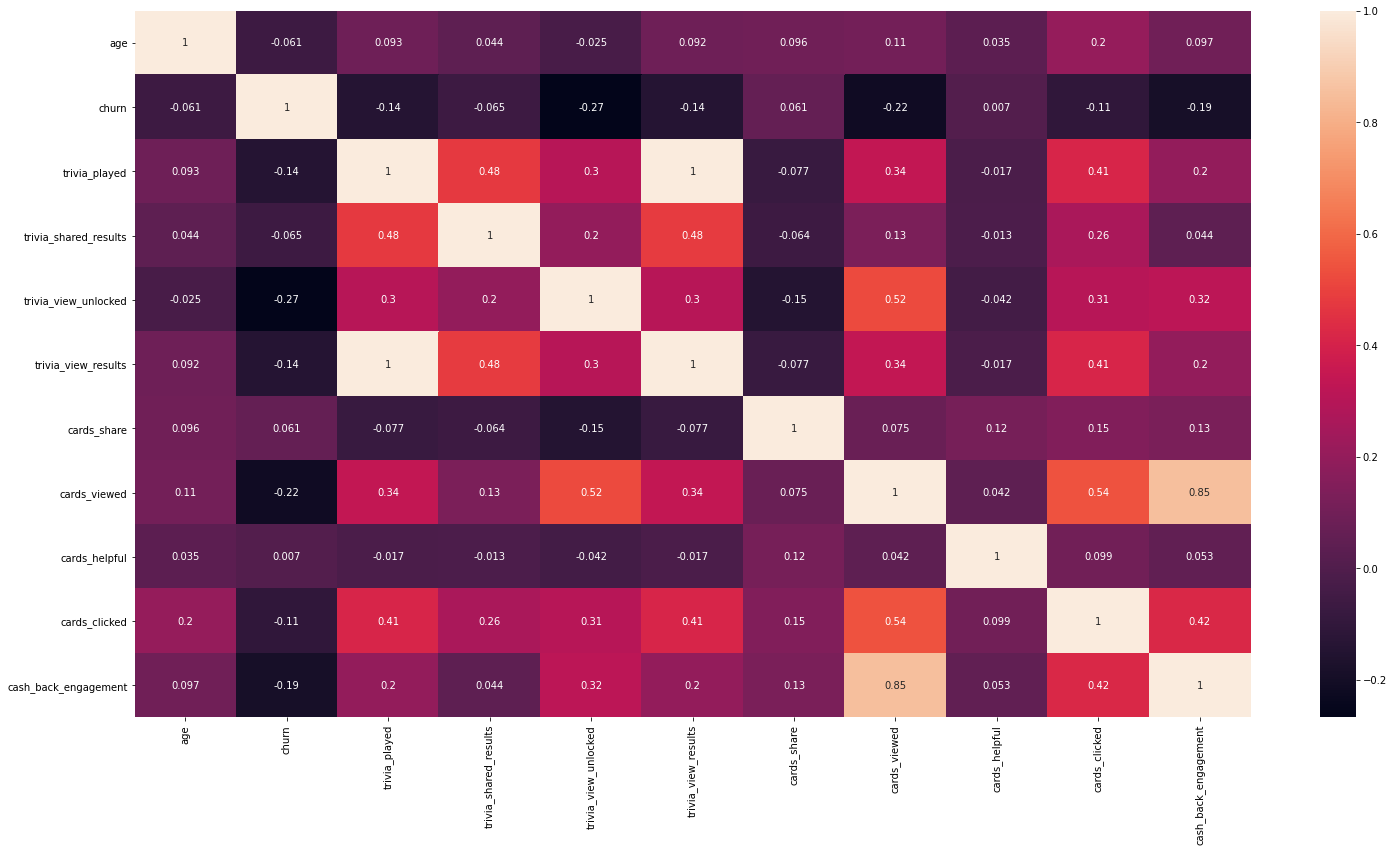 age 1 -0.061 0.093 0.044 -0.025 0.092 0.096 0.11 0.035 0.2 0.097
churn -0.061 1 -0.14 -0.065 -0.27 -0.14 0.061 -0.22 0.007 -0.11 -0.19
trivia_played 0.093 -0.14 1 0.48 0.3 1 -0.077 0.34 -0.017 0.41 0.2
trivia_shared_results 0.044 -0.065 0.48 1 0.2 0.48 -0.064 0.13 -0.013 0.26 0.044
trivia_view_unlocked -0.025 -0.27 0.3 0.2 1 0.3 -0.15 0.52 -0.042 0.31 0.32
trivia_view_results 0.092 -0.14 1 0.48 0.3 1 -0.077 0.34 -0.017 0.41 0.2
cards_share 0.096 0.061 -0.077 -0.064 -0.15 -0.077 1 0.075 0.12 0.15 0.13
cards_viewed 0.11 -0.22 0.34 0.13 0.52 0.34 0.075 1 0.042 0.54 0.85
cards_helpful 0.035 0.007 -0.017 -0.013 -0.042 -0.017 0.12 0.042 1 0.099 0.053
cards_clicked 0.2 -0.11 0.41 0.26 0.31 0.41 0.15 0.54 0.099 1 0.42
cash_back_engagement 0.097 -0.19 0.2 0.044 0.32 0.2 0.13 0.85 0.053 0.42 1
age
churn
trivia_played
trivia_shared_results
trivia_view_unlocked
trivia_view_results
cards_share
cards_viewed
cards_helpful
cards_clicked
cash_back_engagement
1.0
0.8
0.6
0.4
0.2
0.0
−0.2